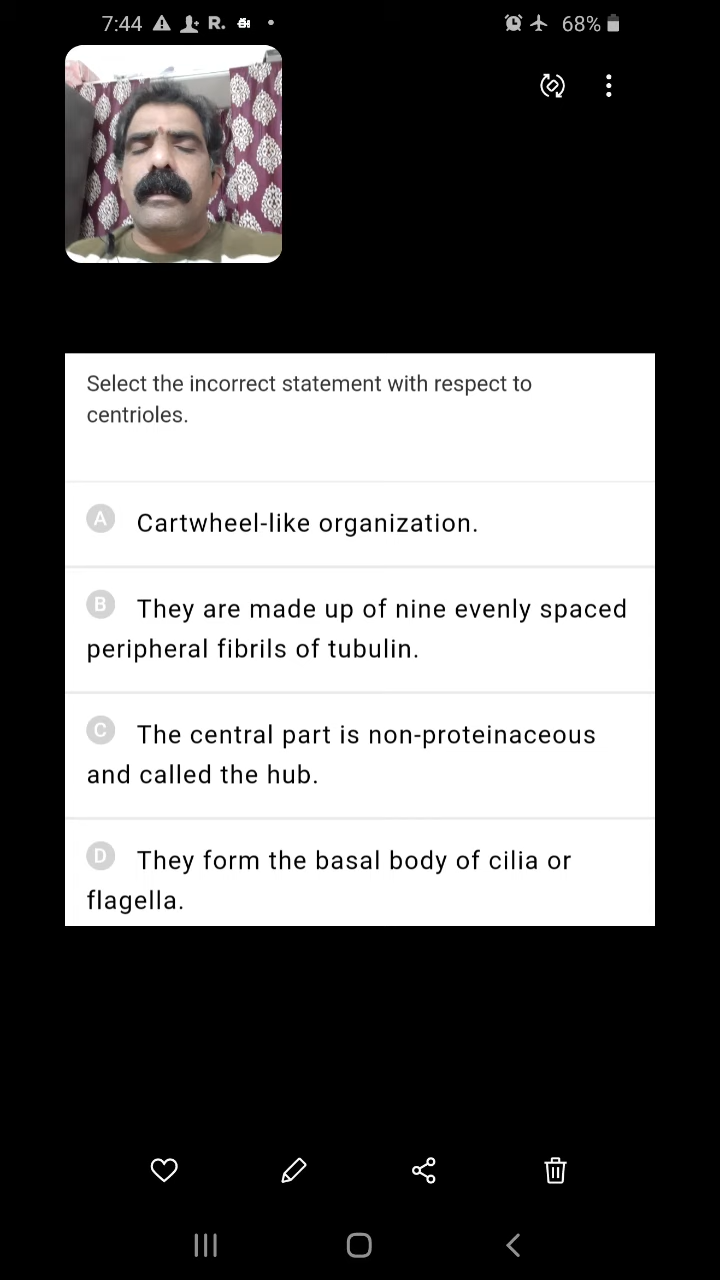 7:44 R. 68%
Select the incorrect statement with respect to
centrioles.
A Cartwheel-like organization.
B They are made up of nine evenly spaced
peripheral fibrils of tubulin.
C The central part is non-proteinaceous
and called the hub.
D They form the basal body of cilia or
flagella.